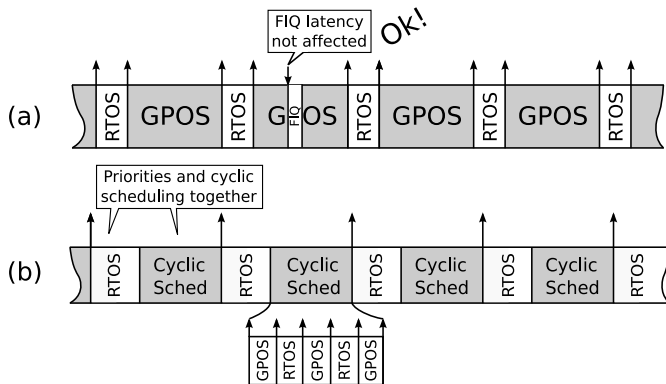 FIQ latency
not affected
Ok!
(a)
RTOS
GPOS
RTOS
GPOS
FIQ
RTOS
GPOS
RTOS
GPOS
RTOS
Priorities and cyclic
scheduling together
(b)
RTOS
Cyclic
Sched
RTOS
Cyclic
Sched
RTOS
Cyclic
Sched
RTOS
Cyclic
Sched
RTOS
GPOS
RTOS
GPOS
RTOS
GPOS